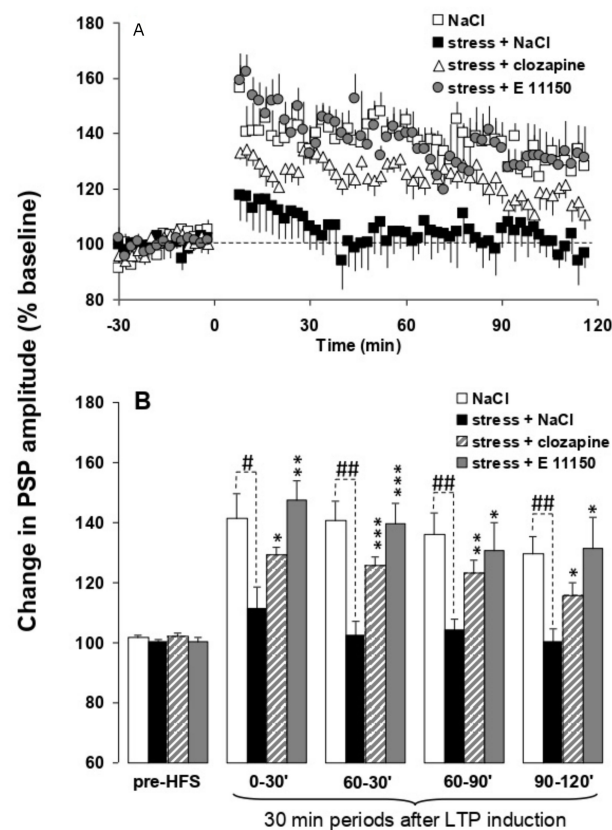 Change in PSP amplitude (% baseline)
A
NaCl
stress + NaCl
stress + clozapine
stress + E 11150
180
160
140
120
100
80
-30
0
30
60
90
120
Time (min)
B
NaCl
stress + NaCl
stress + clozapine
stress + E 11150
180
160
140
120
100
80
60
#
**
##
***
***
##
**
*
##
*
*
*
pre-HFS
0-30'
60-30'
60-90'
90-120'
30 min periods after LTP induction